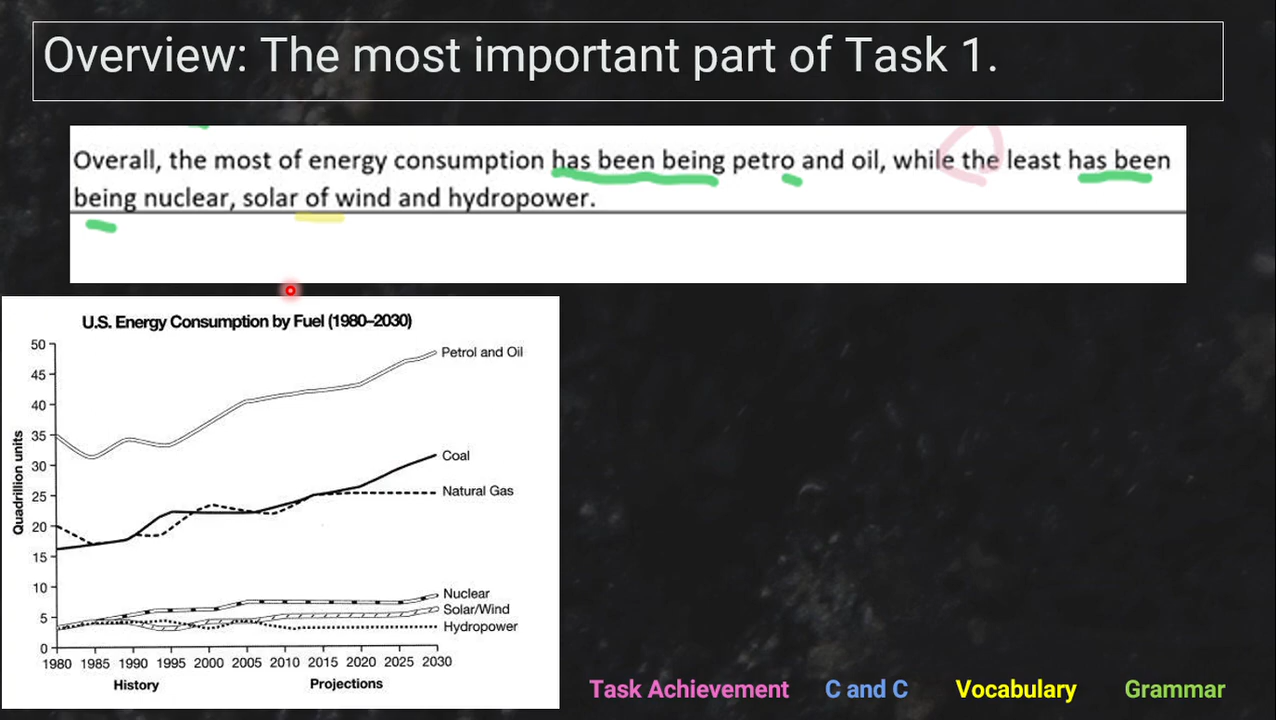 Overview: The most important part of Task 1.
Overall, the most of energy consumption has been being petro and oil, while the least has been
being nuclear, solar of wind and hydropower.
U.S. Energy Consumption by Fuel (1980–2030)
Quadrillion units
50
45
40
35
30
25
20
15
10
5
0
Petrol and Oil
Coal
Natural Gas
Nuclear
Solar/Wind
Hydropower
1980 1985 1990 1995 2000 2005 2010 2015 2020 2025 2030
History Projections
Task Achievement C and C Vocabulary Grammar